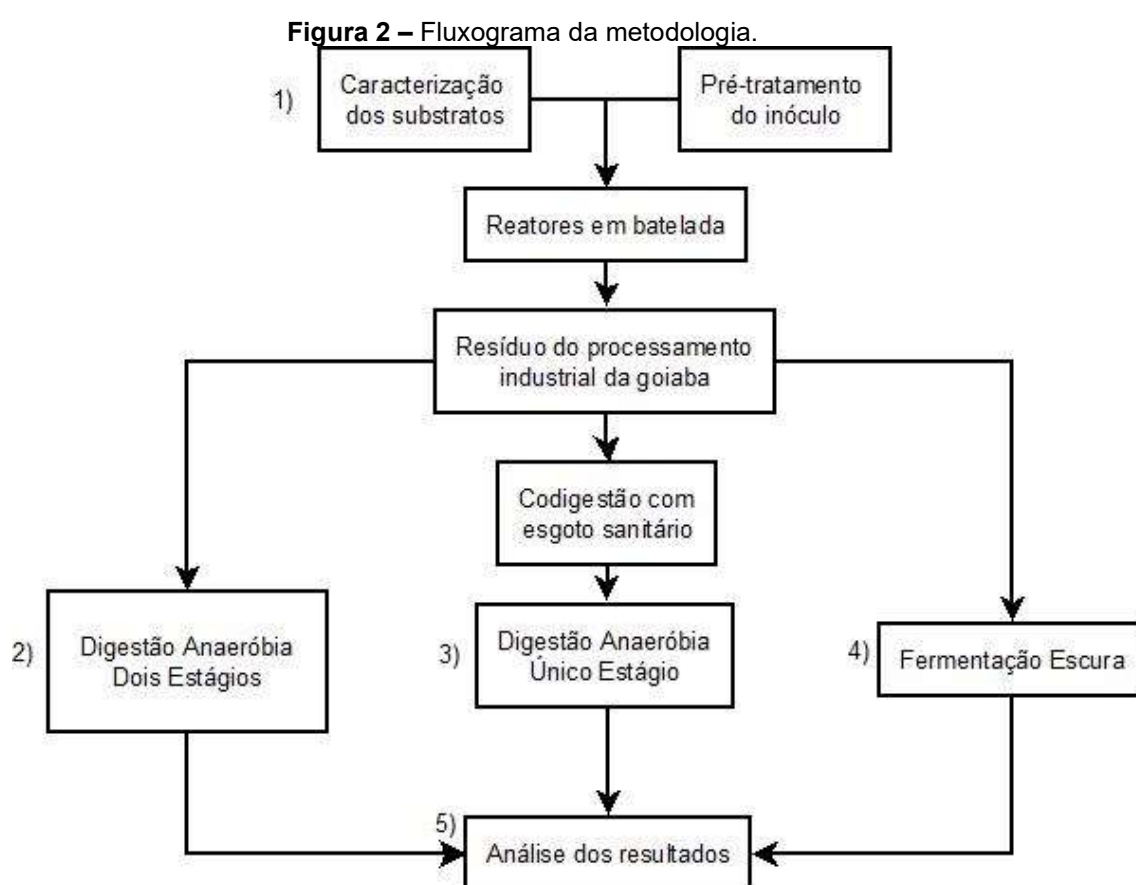 Figura 2 – Fluxograma da metodologia.
1)
Caracterização
dos substratos
Pré-tratamento
do inóculo
Reatores em batelada
Resíduo do processamento
industrial da goiaba
Codigestão com
esgoto sanitário
2)
Digestão Anaeróbia
Dois Estágios
3)
Digestão Anaeróbia
Único Estágio
4)
Fermentação Escura
5)
Análise dos resultados